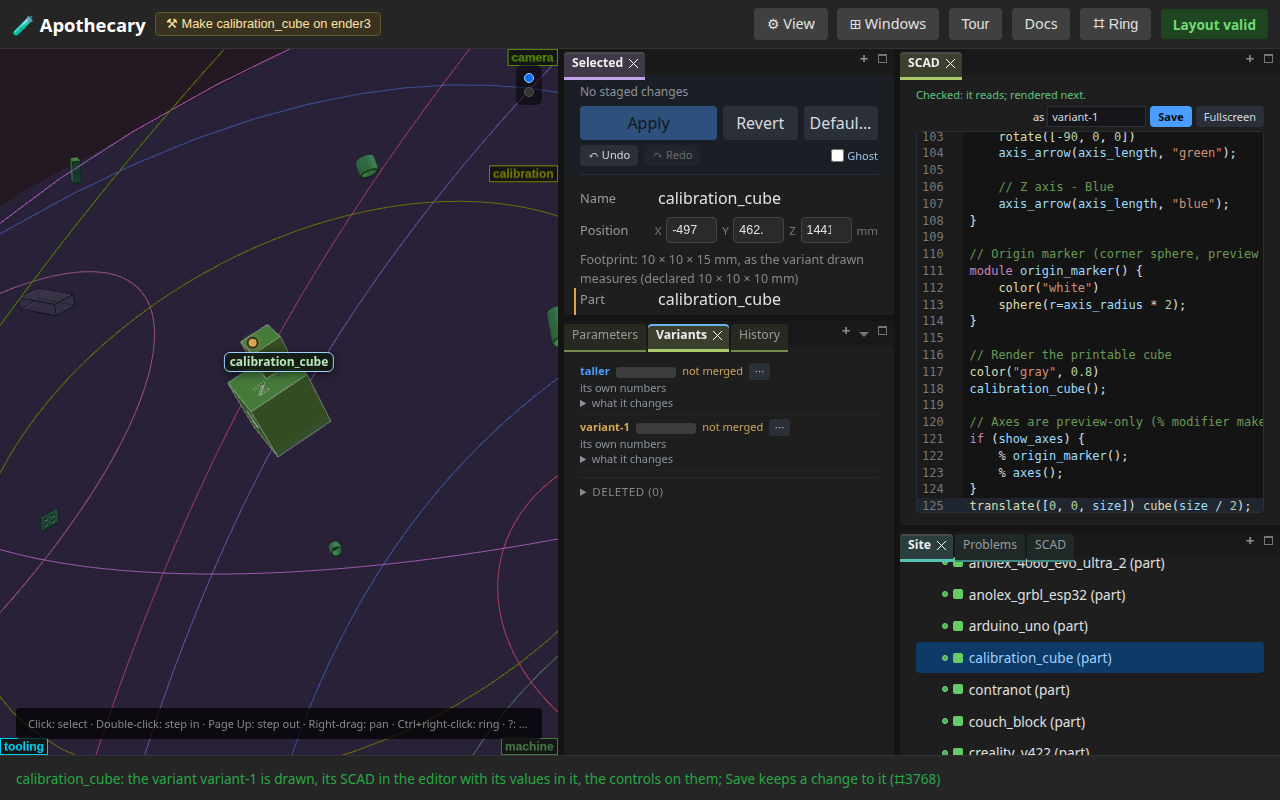 🧪 Apothecary
⚒ Make calibration_cube on ender3
⚙ View
⊞ Windows
Tour
Docs
⌗ Ring
Layout valid
camera
calibration
calibration_cube
Z
Click: select · Double-click: step in · Page Up: step out · Right-drag: pan · Ctrl+right-click: ring · ?: ...
tooling
machine
Selected
No staged changes
Apply
Revert
Defaul...
↶ Undo
↷ Redo
Ghost
Name calibration_cube
Position X -497 Y 462. Z 1441 mm
Footprint: 10 × 10 × 15 mm, as the variant drawn
measures (declared 10 × 10 × 10 mm)
Part calibration_cube
Parameters
Variants
History
taller not merged ...
its own numbers
▶ what it changes
variant-1 not merged ...
its own numbers
▶ what it changes
▶ DELETED (0)
SCAD
Checked: it reads; rendered next.
as variant-1 Save Fullscreen
103 rotate([-90, 0, 0])
104 axis_arrow(axis_length, "green");
105
106 // Z axis - Blue
107 axis_arrow(axis_length, "blue");
108 }
109
110 // Origin marker (corner sphere, preview
111 module origin_marker() {
112 color("white")
113 sphere(r=axis_radius * 2);
114 }
115
116 // Render the printable cube
117 color("gray", 0.8)
118 calibration_cube();
119
120 // Axes are preview-only (% modifier make
121 if (show_axes) {
122 % origin_marker();
123 % axes();
124 }
125 translate([0, 0, size]) cube(size / 2);
Site
Problems
SCAD
anolex_4060_evo_ultra_2 (part)
anolex_grbl_esp32 (part)
arduino_uno (part)
calibration_cube (part)
contranot (part)
couch_block (part)
creality_v422 (part)
calibration_cube: the variant variant-1 is drawn, its SCAD in the editor with its values in it, the controls on them; Save keeps a change to it (⌗3768)